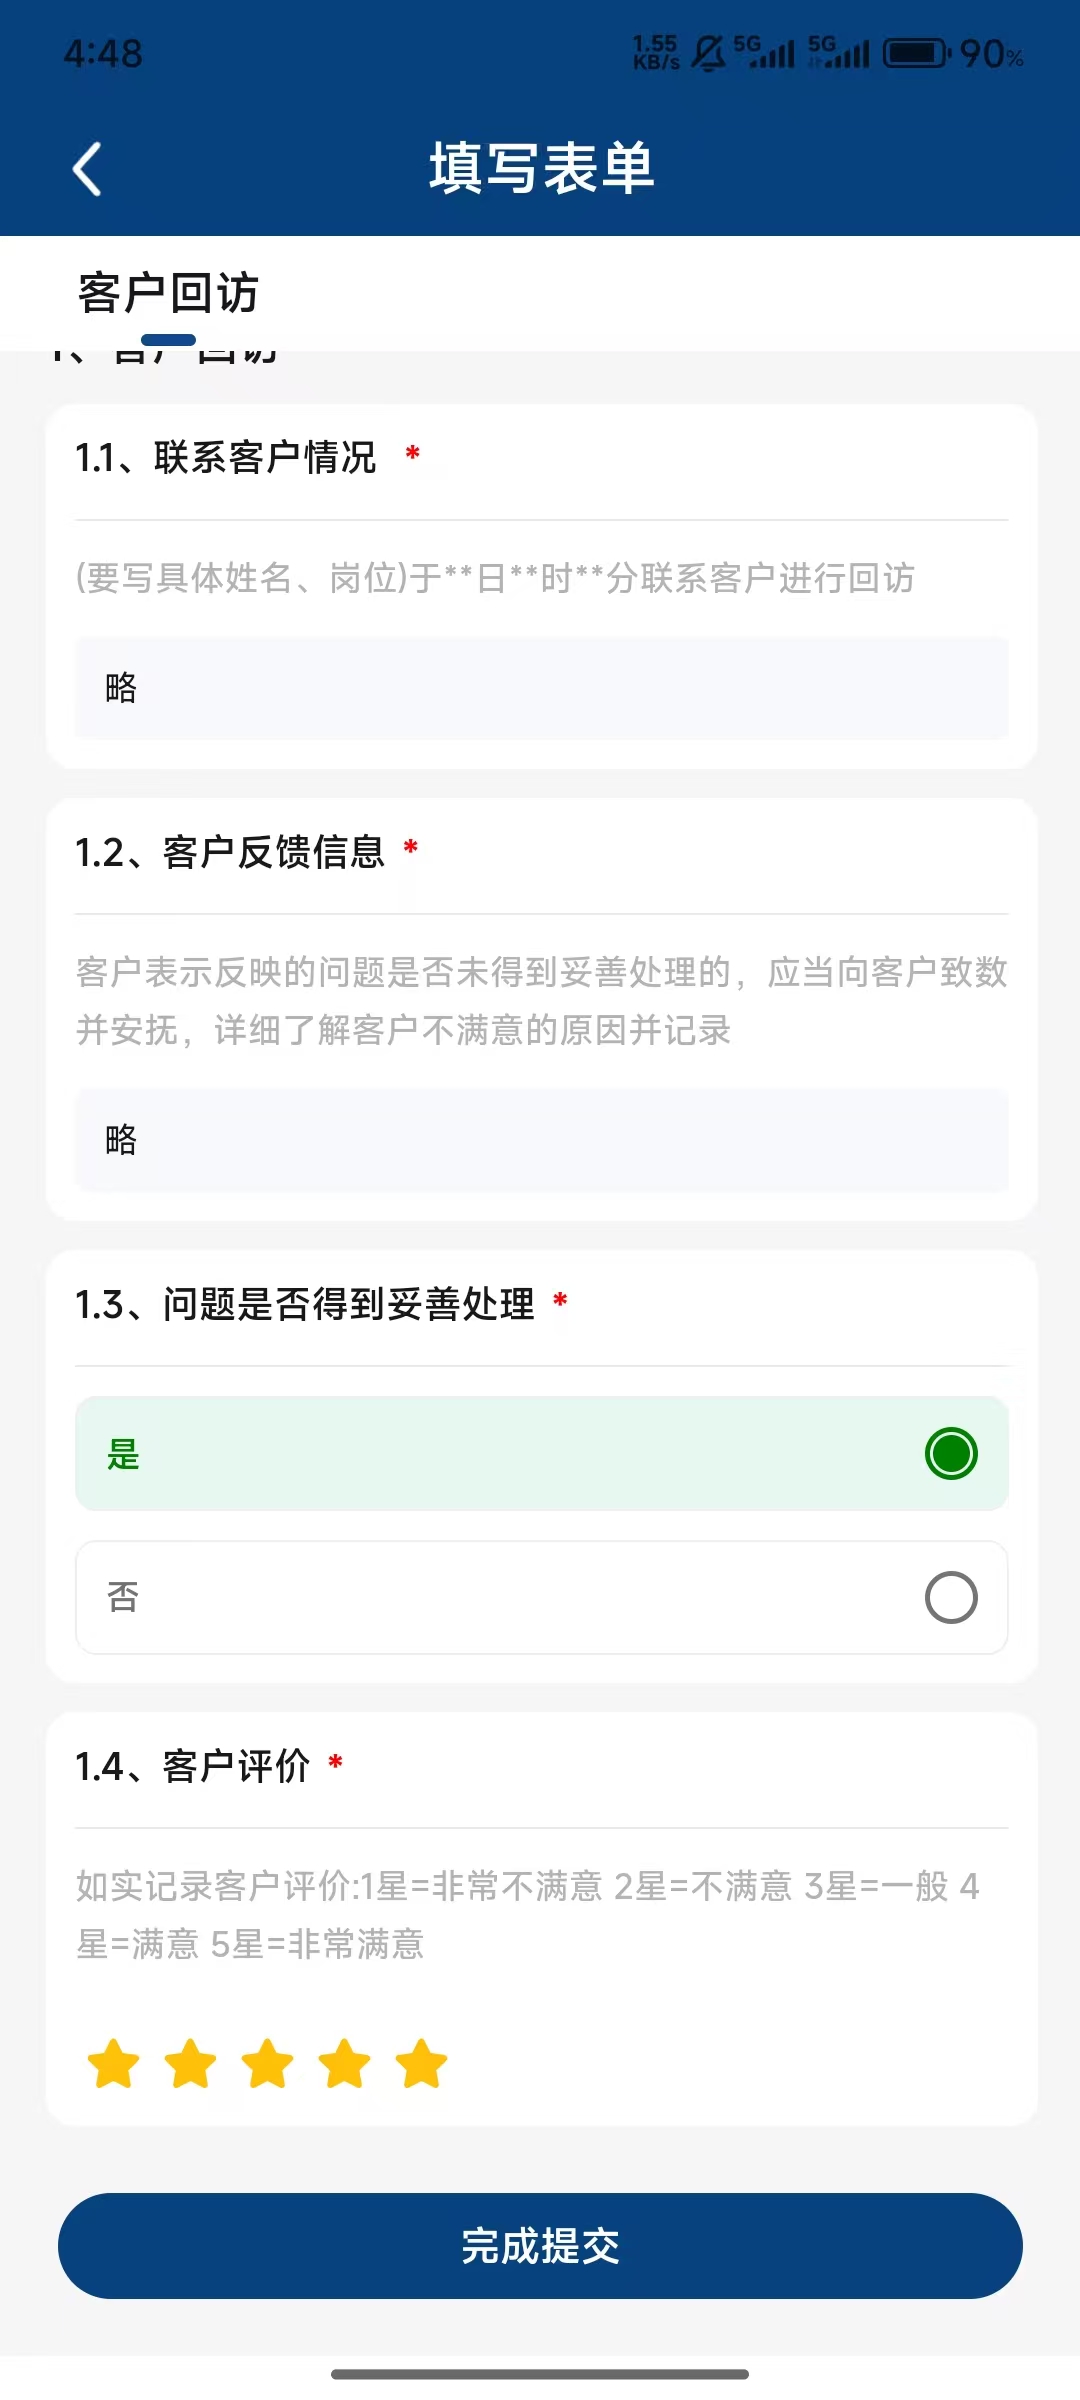 4:48
1.55 KB/s 5G 5G 90%
填写表单
客户回访
1、客户回访
1.1、联系客户情况 *
(要写具体姓名、岗位)于**日**时**分联系客户进行回访
略
1.2、客户反馈信息 *
客户表示反映的问题是否未得到妥善处理的，应当向客户致数
并安抚，详细了解客户不满意的原因并记录
略
1.3、问题是否得到妥善处理 *
是
否
1.4、客户评价 *
如实记录客户评价:1星=非常不满意 2星=不满意 3星=一般 4
星=满意 5星=非常满意
完成提交